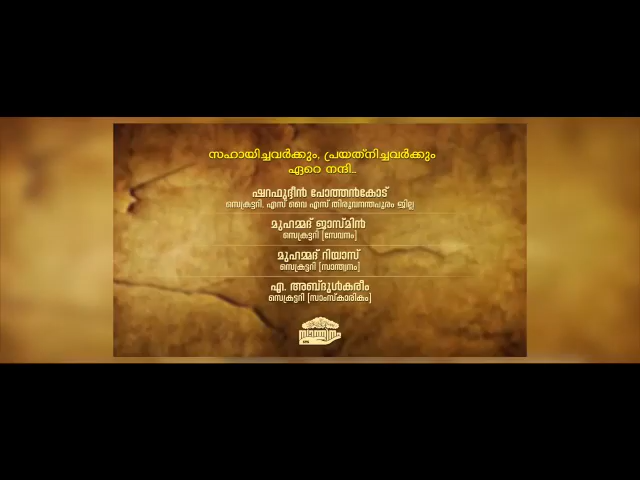 സഹായിച്ചവർക്കും, പ്രയത്നിച്ചവർക്കും
ഏറെ നന്ദി..
ഷറഫുദ്ദീൻ പോത്തൻകോട്
സെക്രട്ടറി, എസ് വൈ എസ് തിരുവനന്തപുരം ജില്ല
മുഹമ്മദ് ജാസ്മിൻ
സെക്രട്ടറി [സേവനം]
മുഹമ്മദ് റിയാസ്
സെക്രട്ടറി [സാന്ത്വനം]
എ. അബ്ദുൾകരീം
സെക്രട്ടറി [സാംസ്കാരികം]
സാന്ത്വനം